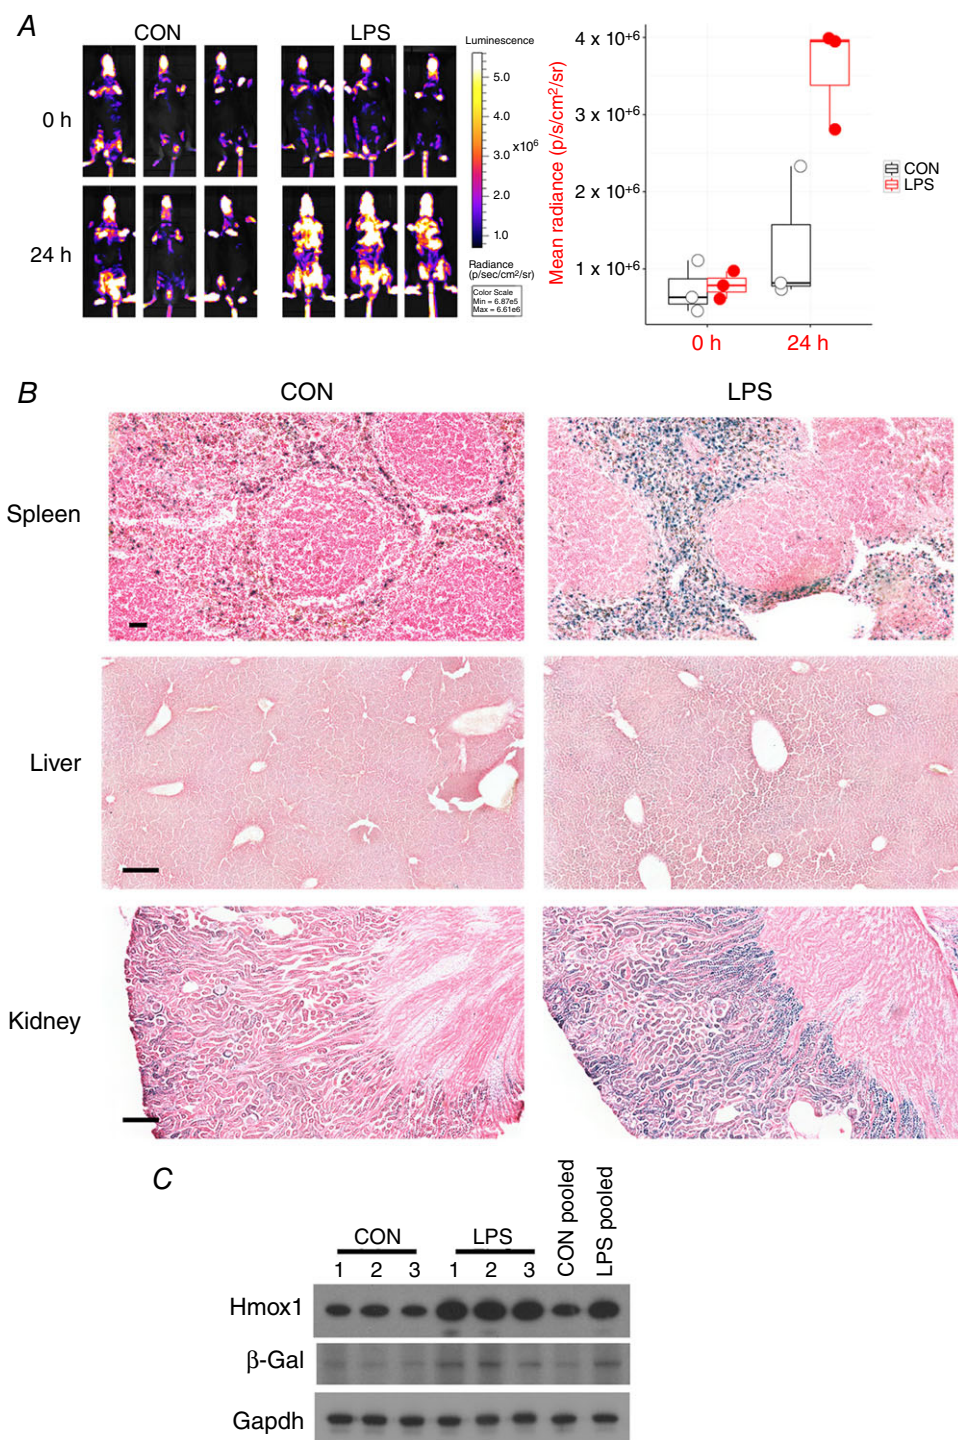 A
CON
LPS
0 h
24 h
Luminescence
5.0
4.0
3.0
x10⁶
2.0
1.0
Radiance
(p/sec/cm²/sr)
Color Scale
Min = 6.87e5
Max = 6.61e6
Mean radiance (p/s/cm²/sr)
4 x 10⁺⁶
3 x 10⁺⁶
2 x 10⁺⁶
1 x 10⁺⁶
0 h
24 h
CON
LPS
B
CON
LPS
Spleen
Liver
Kidney
C
CON
LPS
CON pooled
LPS pooled
1 2 3 1 2 3
Hmox1
β-Gal
Gapdh